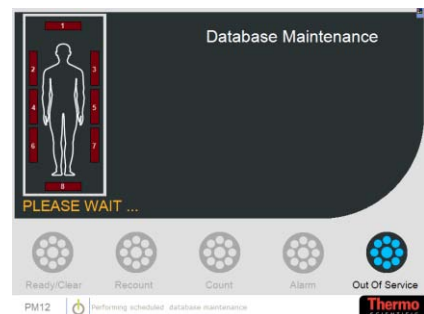 Database Maintenance
1
2
3
4
5
6
7
8
PLEASE WAIT ...
Ready/Clear
Recount
Count
Alarm
Out Of Service
PM12
Performing scheduled database maintenance
Thermo
SCIENTIFIC